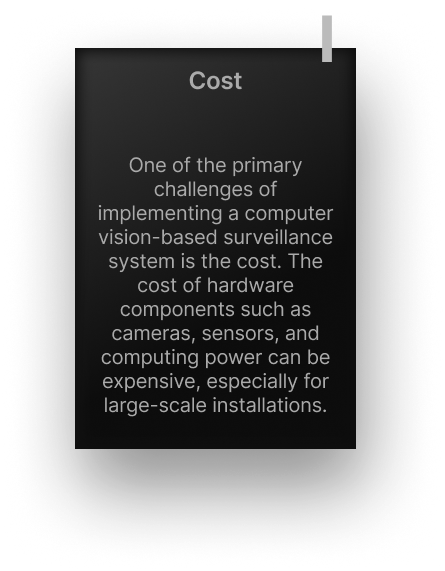 Cost
One of the primary
challenges of
implementing a computer
vision-based surveillance
system is the cost. The
cost of hardware
components such as
cameras, sensors, and
computing power can be
expensive, especially for
large-scale installations.